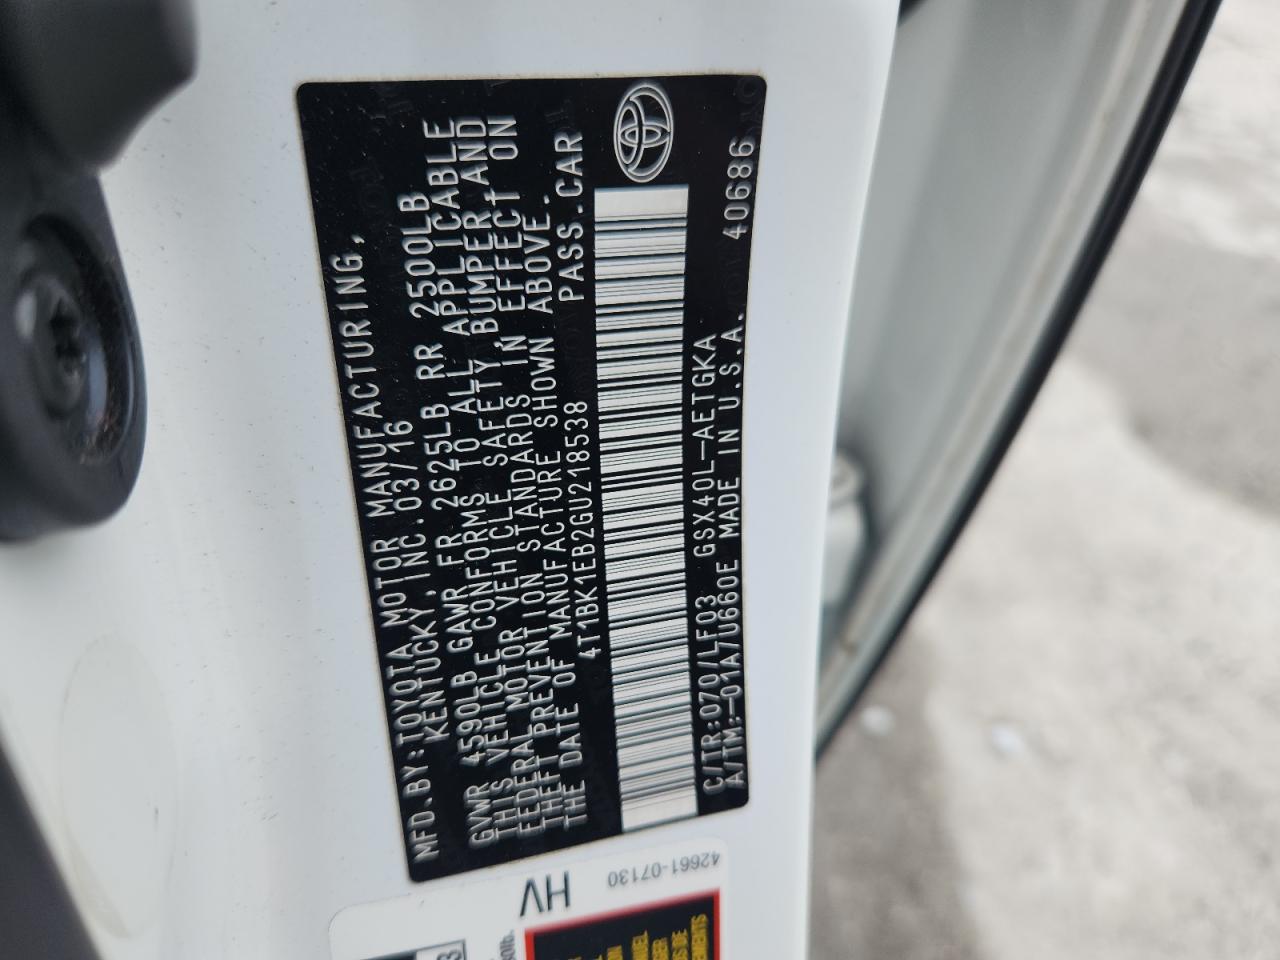 MFD.BY:TOYOTA MOTOR MANUFACTURING,
KENTUCKY,INC.03/16
GVWR 4590LB GAWR FR 2625LB RR 2500LB
THIS VEHICLE CONFORMS TO ALL APPLICABLE
FEDERAL MOTOR VEHICLE SAFETY,BUMPER,AND
THEFT PREVENTION STANDARDS IN EFFECT ON
THE DATE OF MANUFACTURE SHOWN ABOVE.
4T1BK1EB2GU218538 PASS.CAR
C/TR:070/LF03 GSX40L-AETGKA
A/TM:-01A/U660E MADE IN U.S.A. 40686
42661-07130
HV